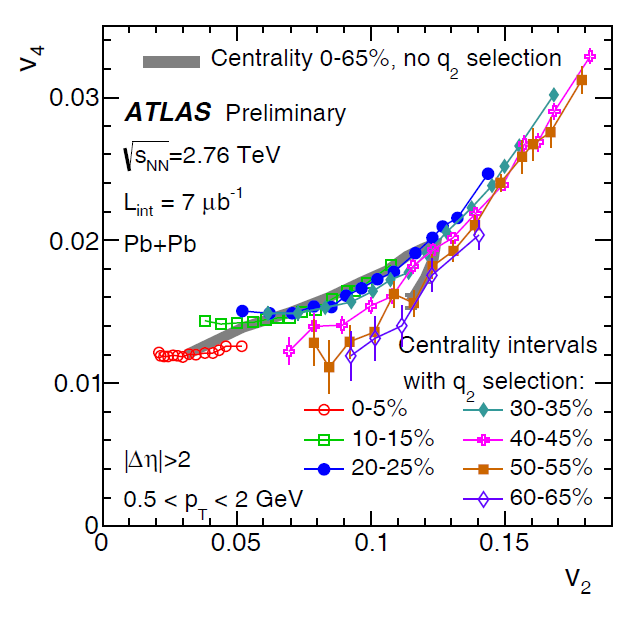 v4
Centrality 0-65%, no q2 selection
ATLAS Preliminary
√sNN=2.76 TeV
Lint = 7 μb-1
Pb+Pb
Centrality intervals
with q2 selection:
0-5%
10-15%
20-25%
30-35%
40-45%
50-55%
60-65%
|Δη|>2
0.5 < pT < 2 GeV
0.03
0.02
0.01
0
0
0.05
0.1
0.15
v2